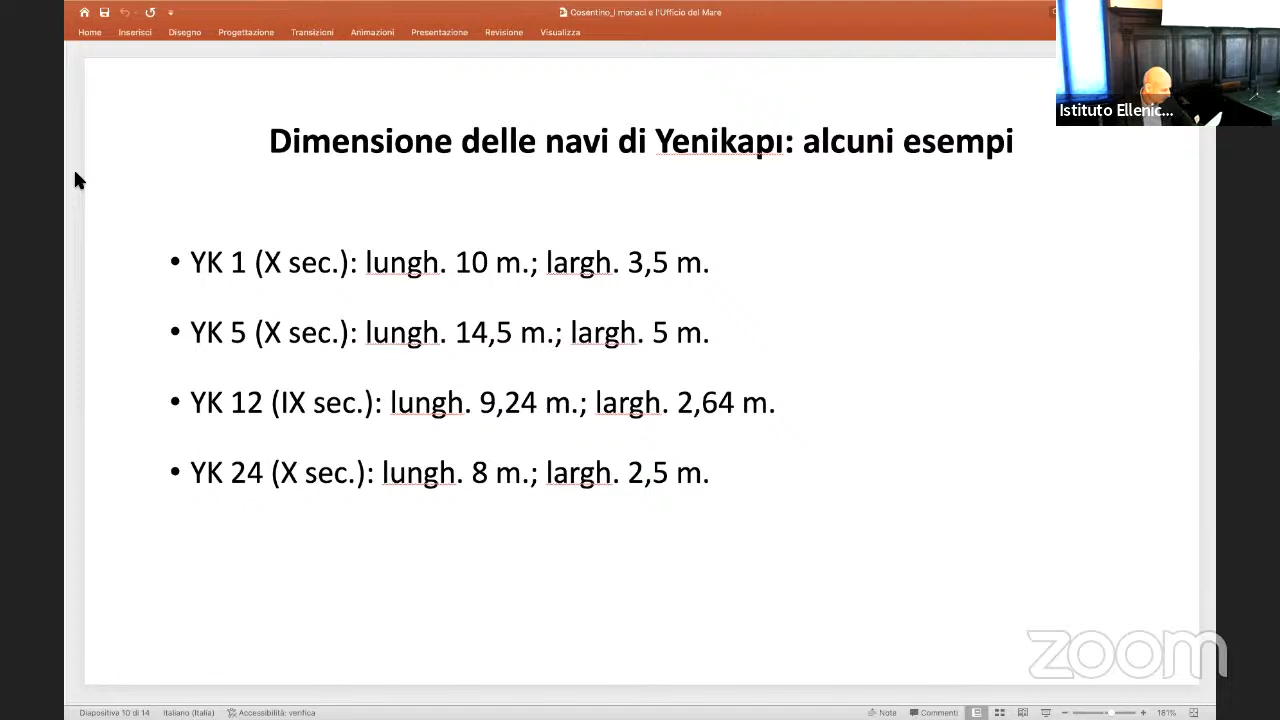 Cosentino_I monaci e l'Ufficio del Mare
Home Inserisci Disegno Progettazione Transizioni Animazioni Presentazione Revisione Visualizza
Istituto Ellenic...
Dimensione delle navi di Yenikapı: alcuni esempi
• YK 1 (X sec.): lungh. 10 m.; largh. 3,5 m.
• YK 5 (X sec.): lungh. 14,5 m.; largh. 5 m.
• YK 12 (IX sec.): lungh. 9,24 m.; largh. 2,64 m.
• YK 24 (X sec.): lungh. 8 m.; largh. 2,5 m.
zoom
Diapositiva 10 di 14 Italiano (Italia) Accessibilità: verifica Note Commenti 181%